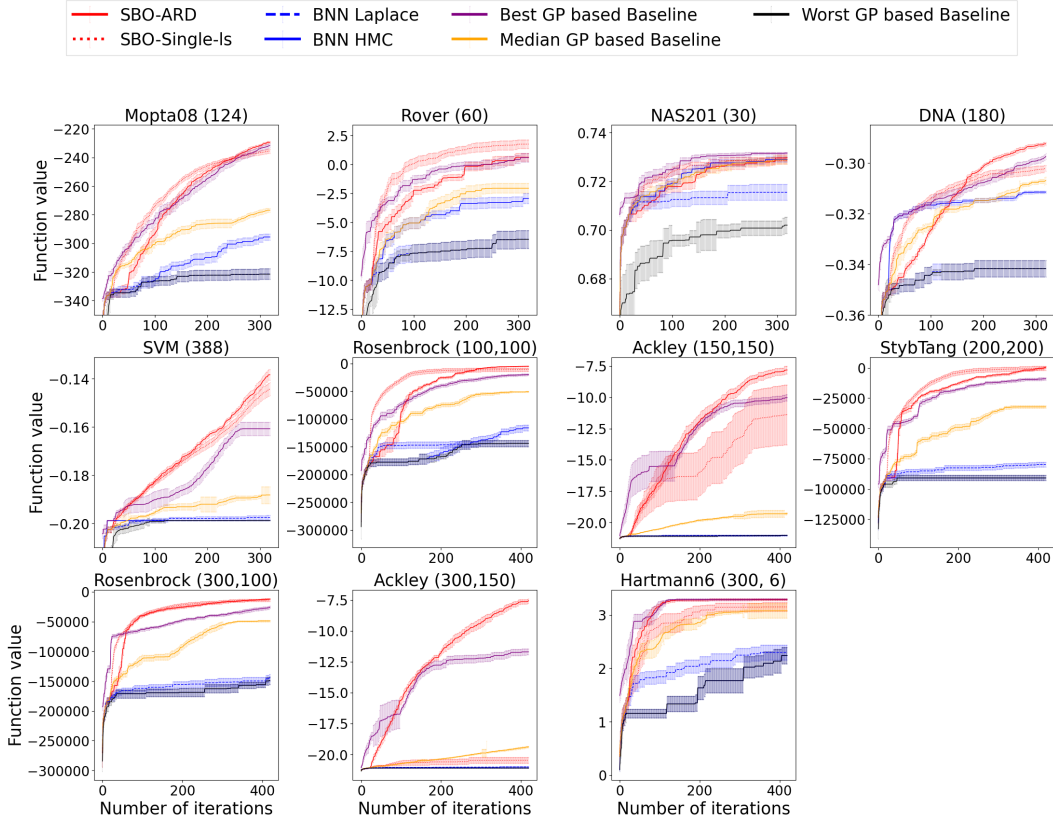 SBO-ARD BNN Laplace Best GP based Baseline Worst GP based Baseline
SBO-Single-ls BNN HMC Median GP based Baseline
Mopta08 (124) Rover (60) NAS201 (30) DNA (180)
Function value
−220
−240
−260
−280
−300
−320
−340
0 100 200 300
2.5
0.0
−2.5
−5.0
−7.5
−10.0
−12.5
0 100 200 300
0.74
0.72
0.70
0.68
0 100 200 300
−0.30
−0.32
−0.34
−0.36
0 100 200 300
SVM (388) Rosenbrock (100,100) Ackley (150,150) StybTang (200,200)
Function value
−0.14
−0.16
−0.18
−0.20
0 100 200 300
0
−50000
−100000
−150000
−200000
−250000
−300000
0 200 400
−7.5
−10.0
−12.5
−15.0
−17.5
−20.0
0 200 400
0
−25000
−50000
−75000
−100000
−125000
0 200 400
Rosenbrock (300,100) Ackley (300,150) Hartmann6 (300, 6)
Function value
0
−50000
−100000
−150000
−200000
−250000
−300000
0 200 400
Number of iterations
−7.5
−10.0
−12.5
−15.0
−17.5
−20.0
0 200 400
Number of iterations
3
2
1
0
0 200 400
Number of iterations